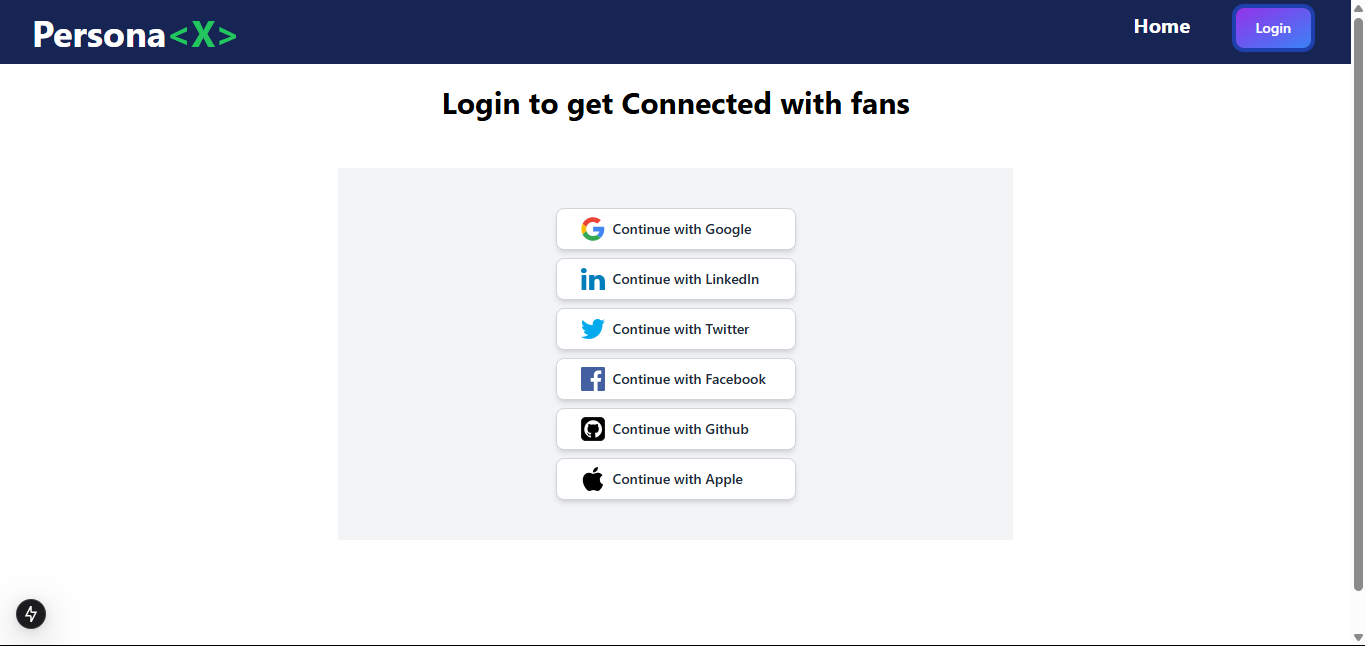 Persona<X>
Home
Login
Login to get Connected with fans
Continue with Google
Continue with LinkedIn
Continue with Twitter
Continue with Facebook
Continue with Github
Continue with Apple